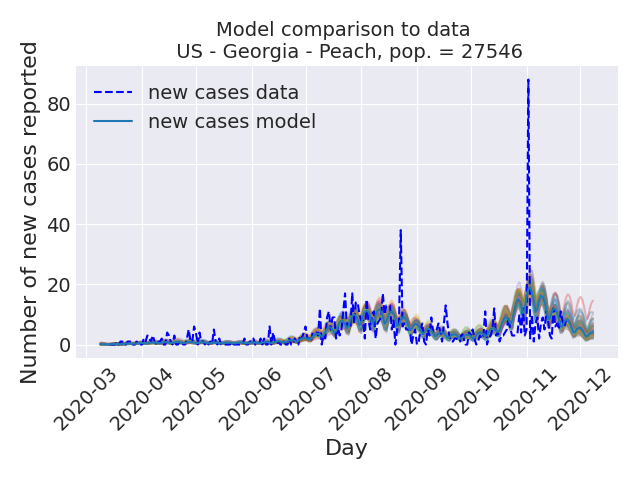 Model comparison to data
US - Georgia - Peach, pop. = 27546
new cases data
new cases model
Number of new cases reported
80
60
40
20
0
2020-03
2020-04
2020-05
2020-06
2020-07
2020-08
2020-09
2020-10
2020-11
2020-12
Day